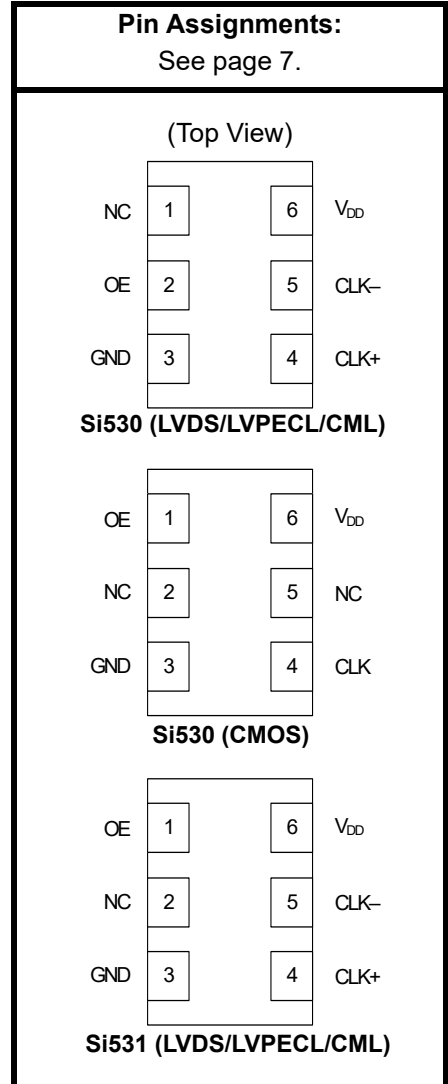 Pin Assignments:
See page 7.
(Top View)
NC 1 6 VDD
OE 2 5 CLK–
GND 3 4 CLK+
Si530 (LVDS/LVPECL/CML)
OE 1 6 VDD
NC 2 5 NC
GND 3 4 CLK
Si530 (CMOS)
OE 1 6 VDD
NC 2 5 CLK–
GND 3 4 CLK+
Si531 (LVDS/LVPECL/CML)